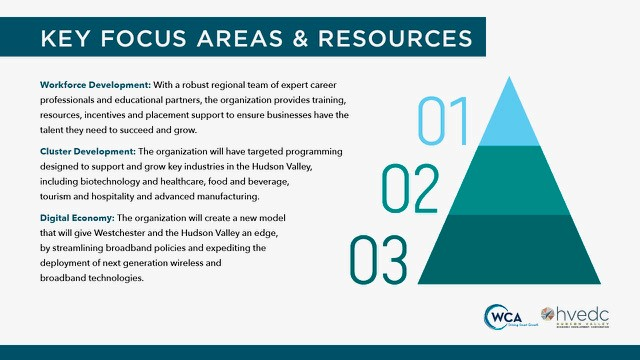 KEY FOCUS AREAS & RESOURCES
Workforce Development: With a robust regional team of expert career
professionals and educational partners, the organization provides training,
resources, incentives and placement support to ensure businesses have the
talent they need to succeed and grow.
Cluster Development: The organization will have targeted programming
designed to support and grow key industries in the Hudson Valley,
including biotechnology and healthcare, food and beverage,
tourism and hospitality and advanced manufacturing.
Digital Economy: The organization will create a new model
that will give Westchester and the Hudson Valley an edge,
by streamlining broadband policies and expediting the
deployment of next generation wireless and
broadband technologies.
01
02
03
WCA
hvedc
HUDSON VALLEY